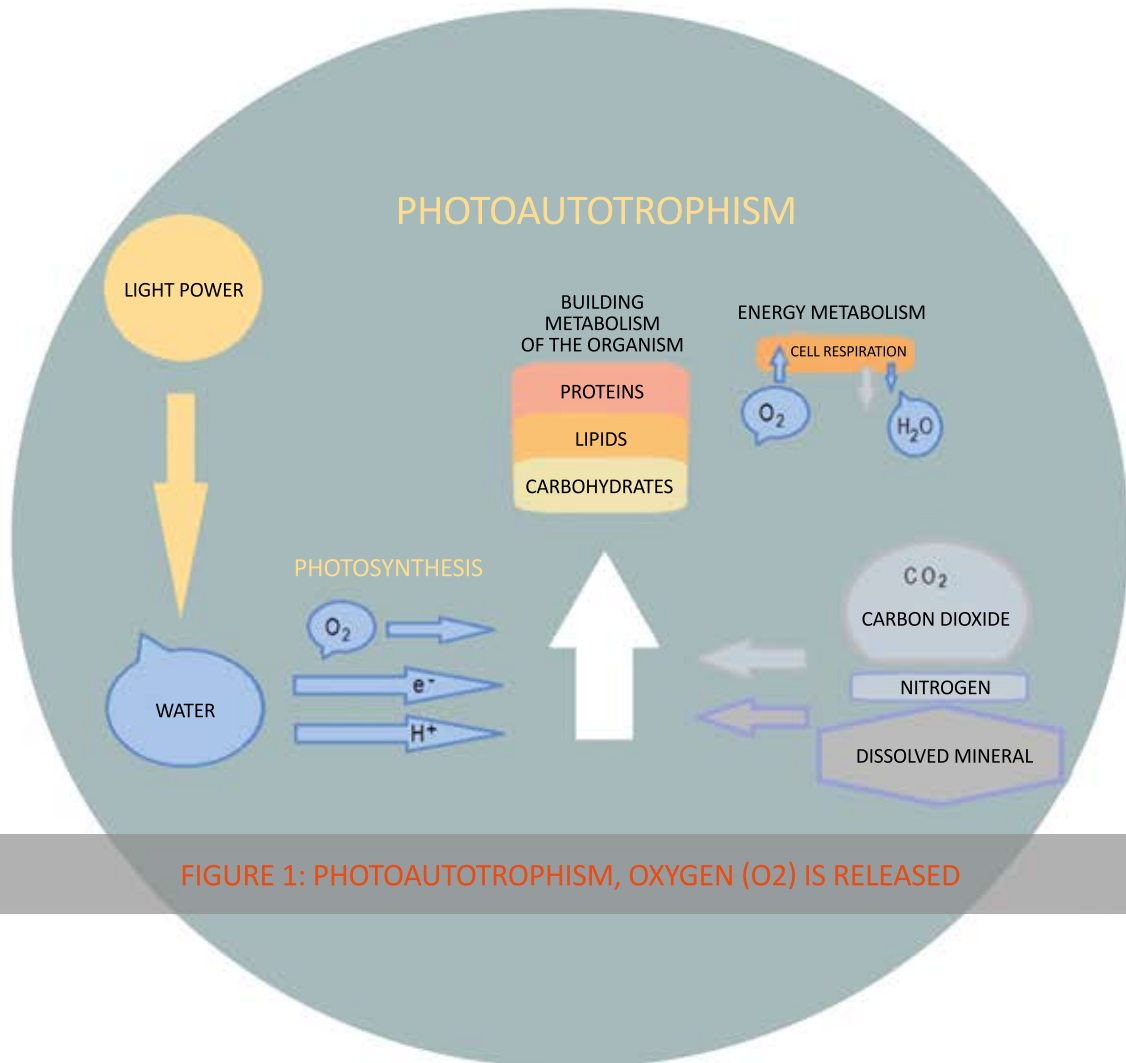 PHOTOAUTOTROPHISM
LIGHT POWER
BUILDING
METABOLISM
OF THE ORGANISM
PROTEINS
LIPIDS
CARBOHYDRATES
ENERGY METABOLISM
CELL RESPIRATION
O₂
H₂O
PHOTOSYNTHESIS
O₂
e⁻
H⁺
WATER
CO₂
CARBON DIOXIDE
NITROGEN
DISSOLVED MINERAL
FIGURE 1: PHOTOAUTOTROPHISM, OXYGEN (O2) IS RELEASED